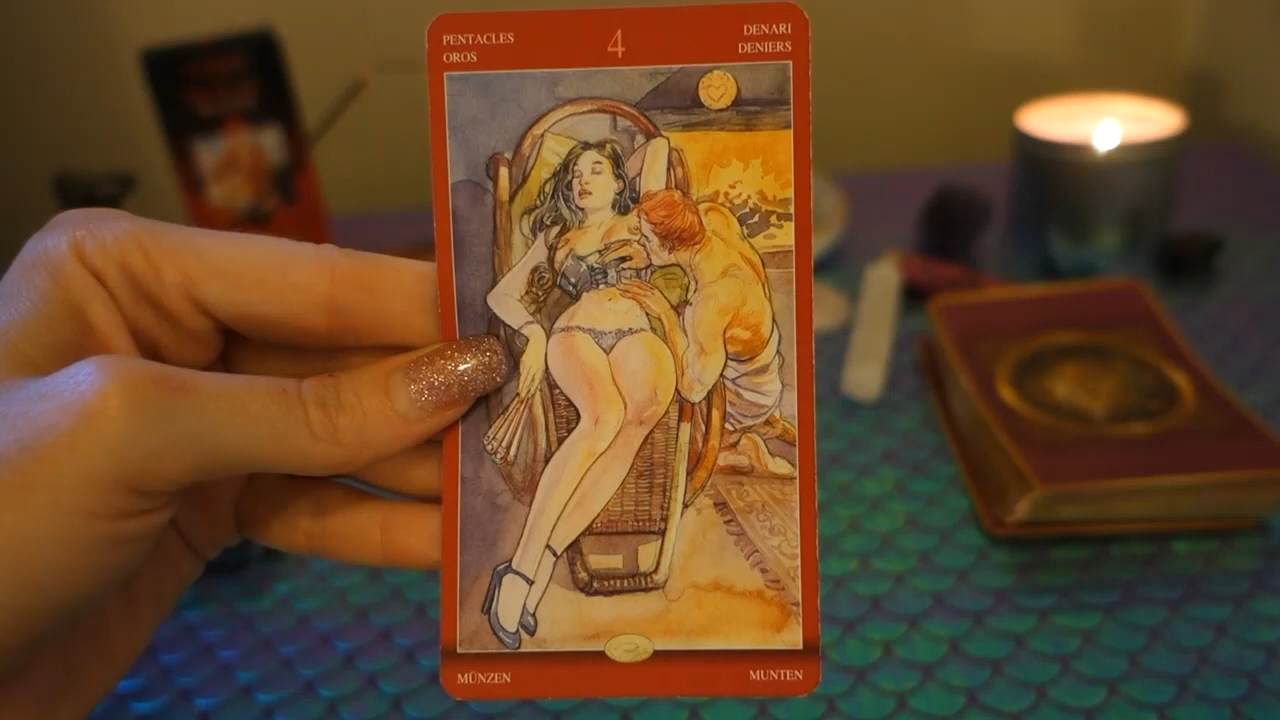 PENTACLES
OROS
4
DENARI
DENIERS
MÜNZEN
MUNTEN